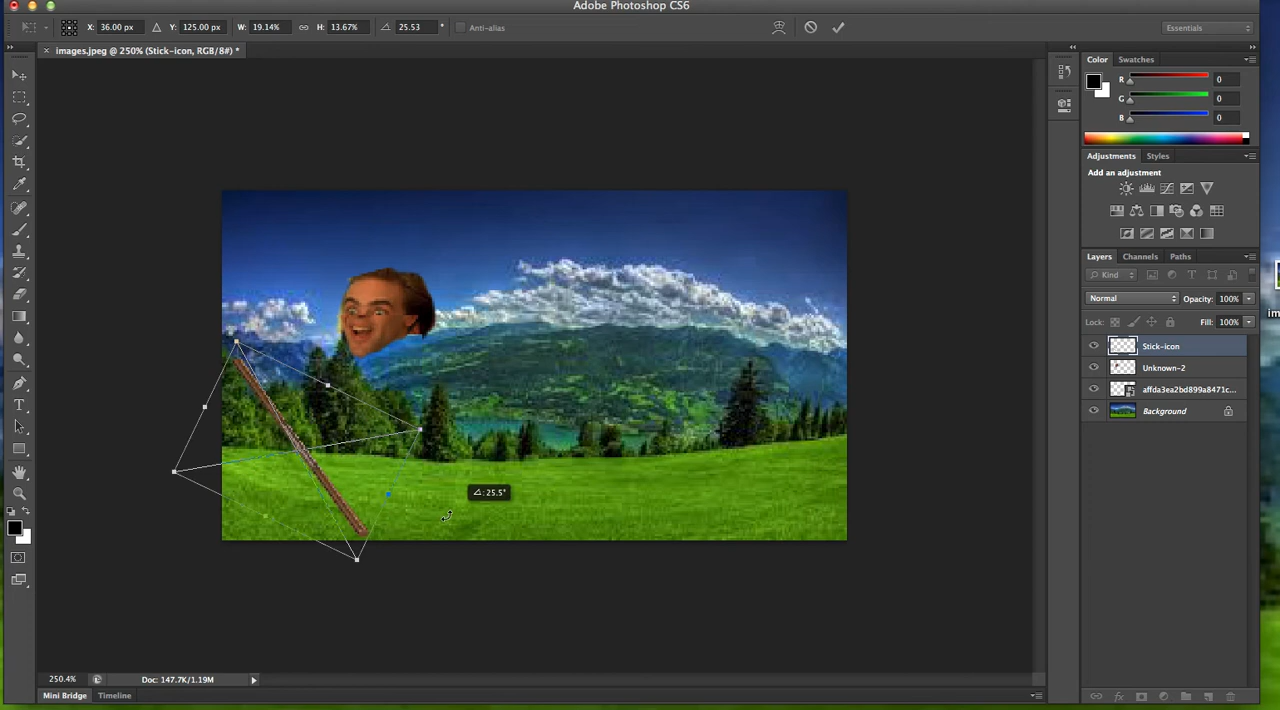 Adobe Photoshop CS6
X: 36.00 px Y: 125.00 px W: 19.14% H: 13.67% 25.53 ° Anti-alias Essentials
images.jpeg @ 250% (Stick-icon, RGB/8#) *
Color Swatches
R 0
G 0
B 0
Adjustments Styles
Add an adjustment
Layers Channels Paths
Kind
Normal Opacity: 100%
Lock: Fill: 100%
Stick-icon
Unknown-2
affda3ea2bd899a8471c...
Background
: 25.5°
im
250.4% Doc: 147.7K/1.19M
Mini Bridge Timeline